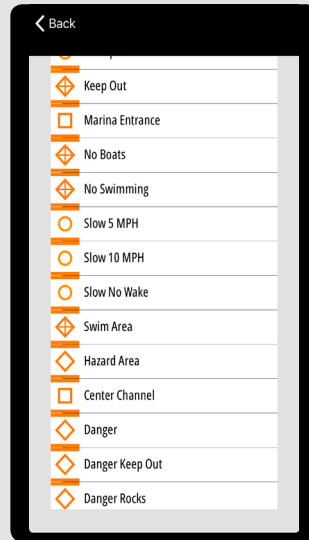 Back
Keep Out
Marina Entrance
No Boats
No Swimming
Slow 5 MPH
Slow 10 MPH
Slow No Wake
Swim Area
Hazard Area
Center Channel
Danger
Danger Keep Out
Danger Rocks